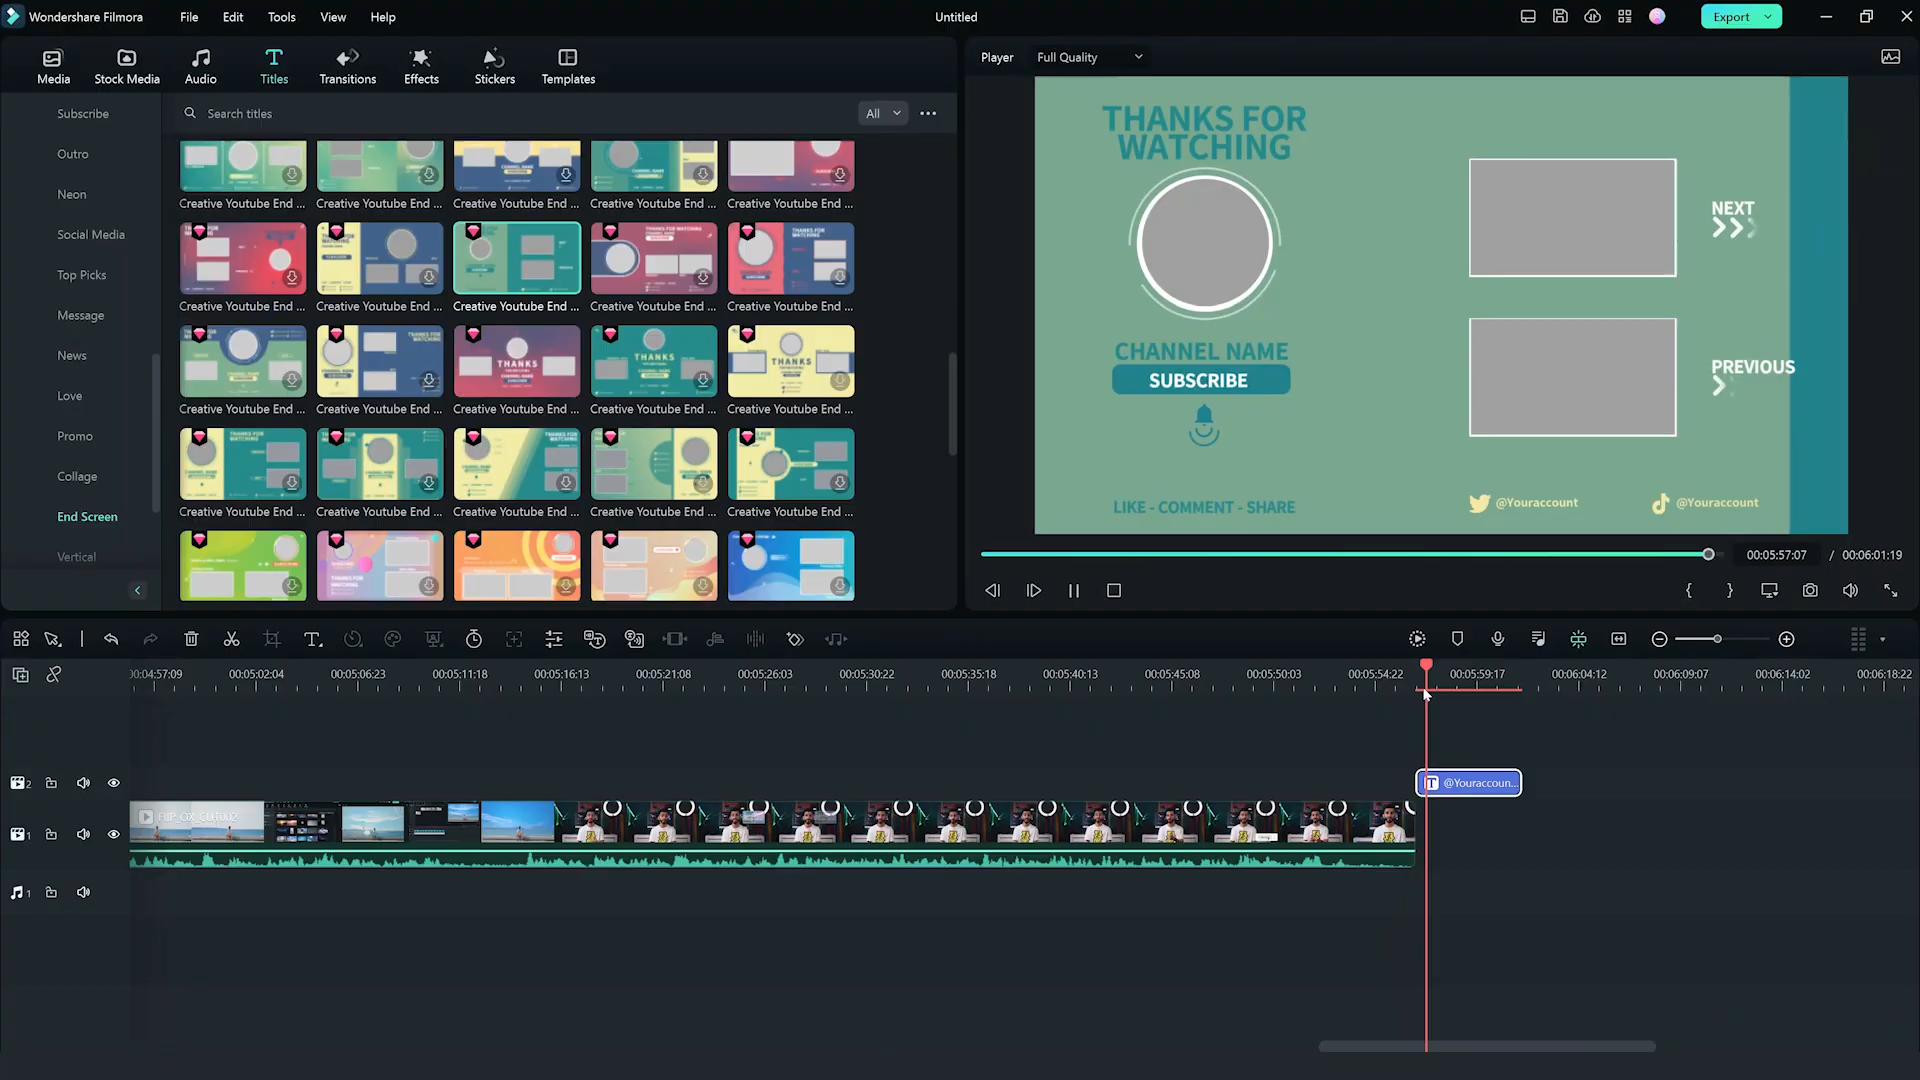 Wondershare Filmora
File Edit Tools View Help
Untitled
Export
Media
Stock Media
Audio
Titles
Transitions
Effects
Stickers
Templates
Player Full Quality
Subscribe
Outro
Neon
Social Media
Top Picks
Message
News
Love
Promo
Collage
End Screen
Vertical
Search titles
All
Creative Youtube End ... Creative Youtube End ... Creative Youtube End ... Creative Youtube End ... Creative Youtube End ...
Creative Youtube End ... Creative Youtube End ... Creative Youtube End ... Creative Youtube End ... Creative Youtube End ...
Creative Youtube End ... Creative Youtube End ... Creative Youtube End ... Creative Youtube End ... Creative Youtube End ...
Creative Youtube End ... Creative Youtube End ... Creative Youtube End ... Creative Youtube End ... Creative Youtube End ...
THANKS FOR
WATCHING
CHANNEL NAME
SUBSCRIBE
LIKE - COMMENT - SHARE
NEXT
PREVIOUS
@Youraccount
@Youraccount
00:05:57:07 / 00:06:01:19
00:04:57:09 00:05:02:04 00:05:06:23 00:05:11:18 00:05:16:13 00:05:21:08 00:05:26:03 00:05:30:22 00:05:35:18 00:05:40:13 00:05:45:08 00:05:50:03 00:05:54:22 00:05:59:17 00:06:04:12 00:06:09:07 00:06:14:02 00:06:18:22
2
@Youraccoun...
1
1